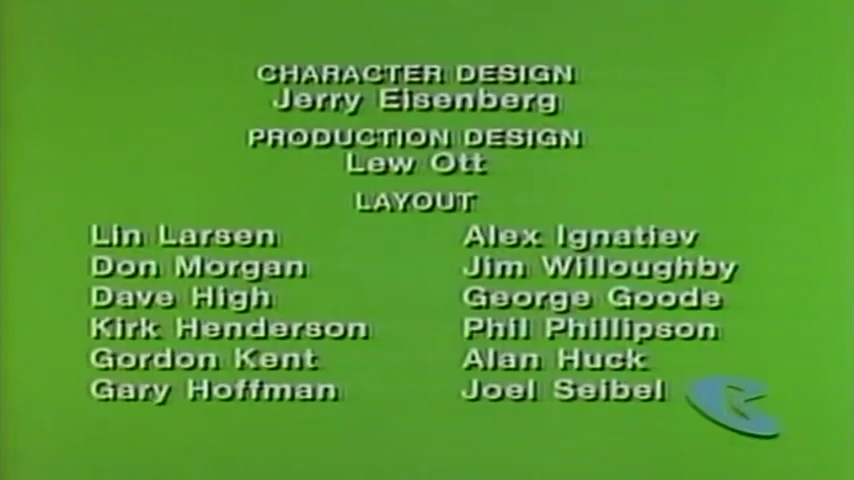 CHARACTER DESIGN
Jerry Eisenberg
PRODUCTION DESIGN
Lew Ott
LAYOUT
Lin Larsen
Don Morgan
Dave High
Kirk Henderson
Gordon Kent
Gary Hoffman
Alex Ignatiev
Jim Willoughby
George Goode
Phil Phillipson
Alan Huck
Joel Seibel